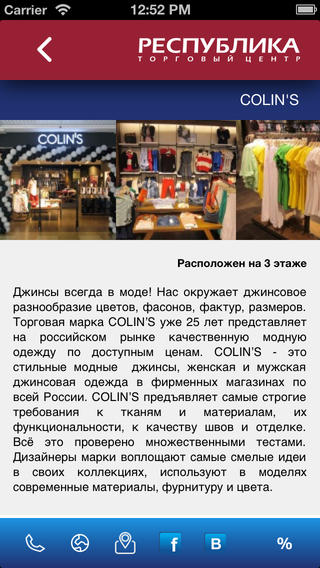 Carrier 12:52 PM
РЕСПУБЛИКА
ТОРГОВЫЙ ЦЕНТР
COLIN'S
COLIN'S
Расположен на 3 этаже
Джинсы всегда в моде! Нас окружает джинсовое
разнообразие цветов, фасонов, фактур, размеров.
Торговая марка COLIN'S уже 25 лет представляет
на российском рынке качественную модную
одежду по доступным ценам. COLIN'S - это
стильные модные джинсы, женская и мужская
джинсовая одежда в фирменных магазинах по
всей России. COLIN'S предъявляет самые строгие
требования к тканям и материалам, их
функциональности, к качеству швов и отделке.
Всё это проверено множественными тестами.
Дизайнеры марки воплощают самые смелые идеи
в своих коллекциях, используют в моделях
современные материалы, фурнитуру и цвета.
f B %